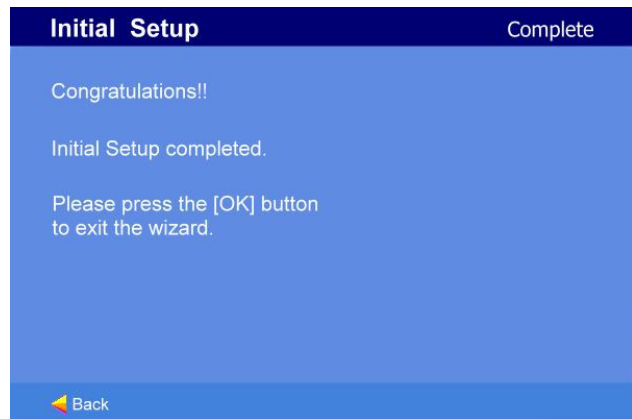 Initial Setup Complete
Congratulations!!
Initial Setup completed.
Please press the [OK] button
to exit the wizard.
Back